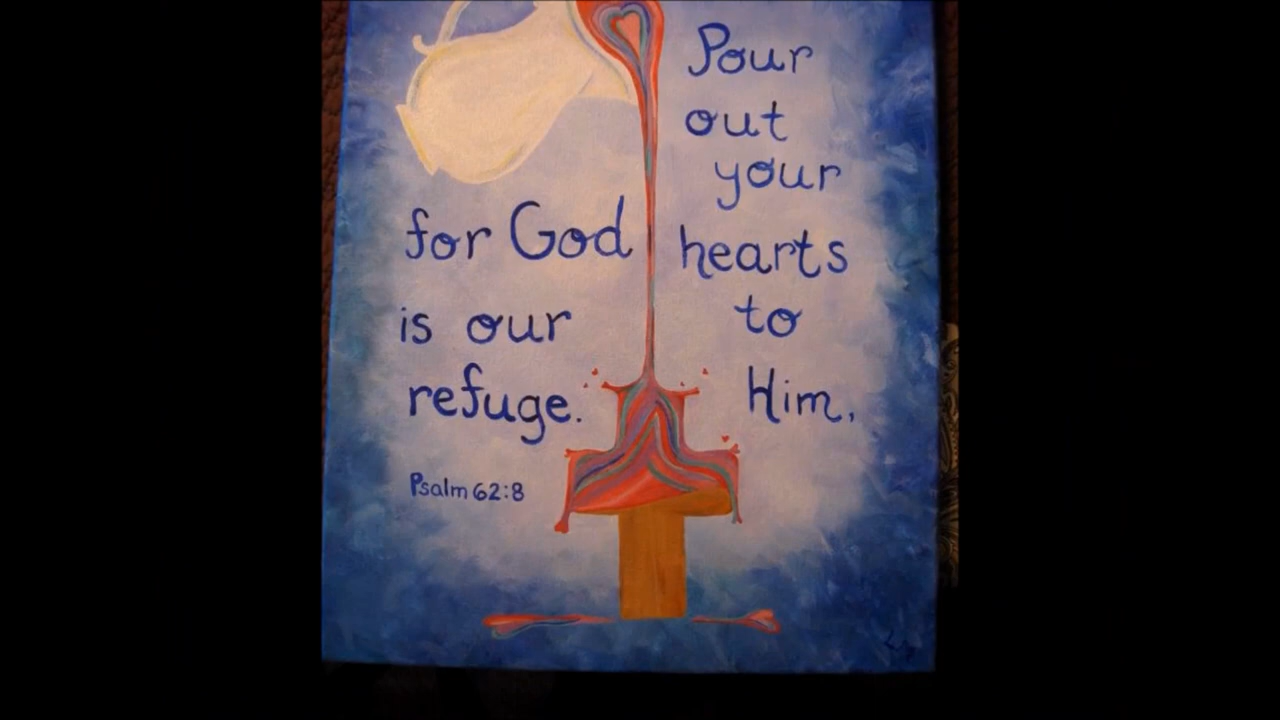 Pour
out
your
hearts
to
Him,
for God
is our
refuge.
Psalm 62:8